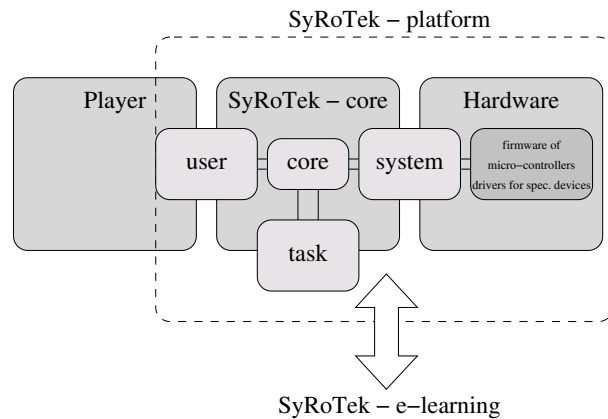 SyRoTek − platform
Player
SyRoTek − core
Hardware
user
core
system
firmware of
micro−controllers
drivers for spec. devices
task
SyRoTek − e−learning